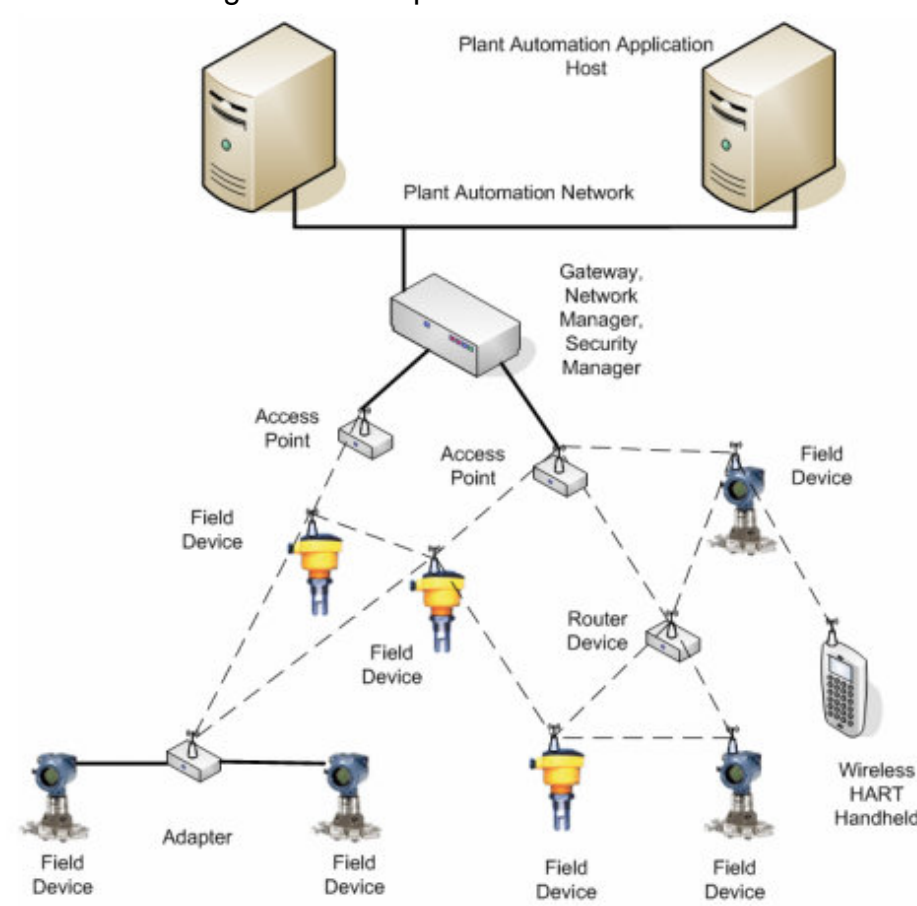 Plant Automation Application
Host
Plant Automation Network
Gateway,
Network
Manager,
Security
Manager
Access
Point
Access
Point
Field
Device
Field
Device
Field
Device
Router
Device
Wireless
HART
Handheld
Adapter
Field
Device
Field
Device
Field
Device
Field
Device